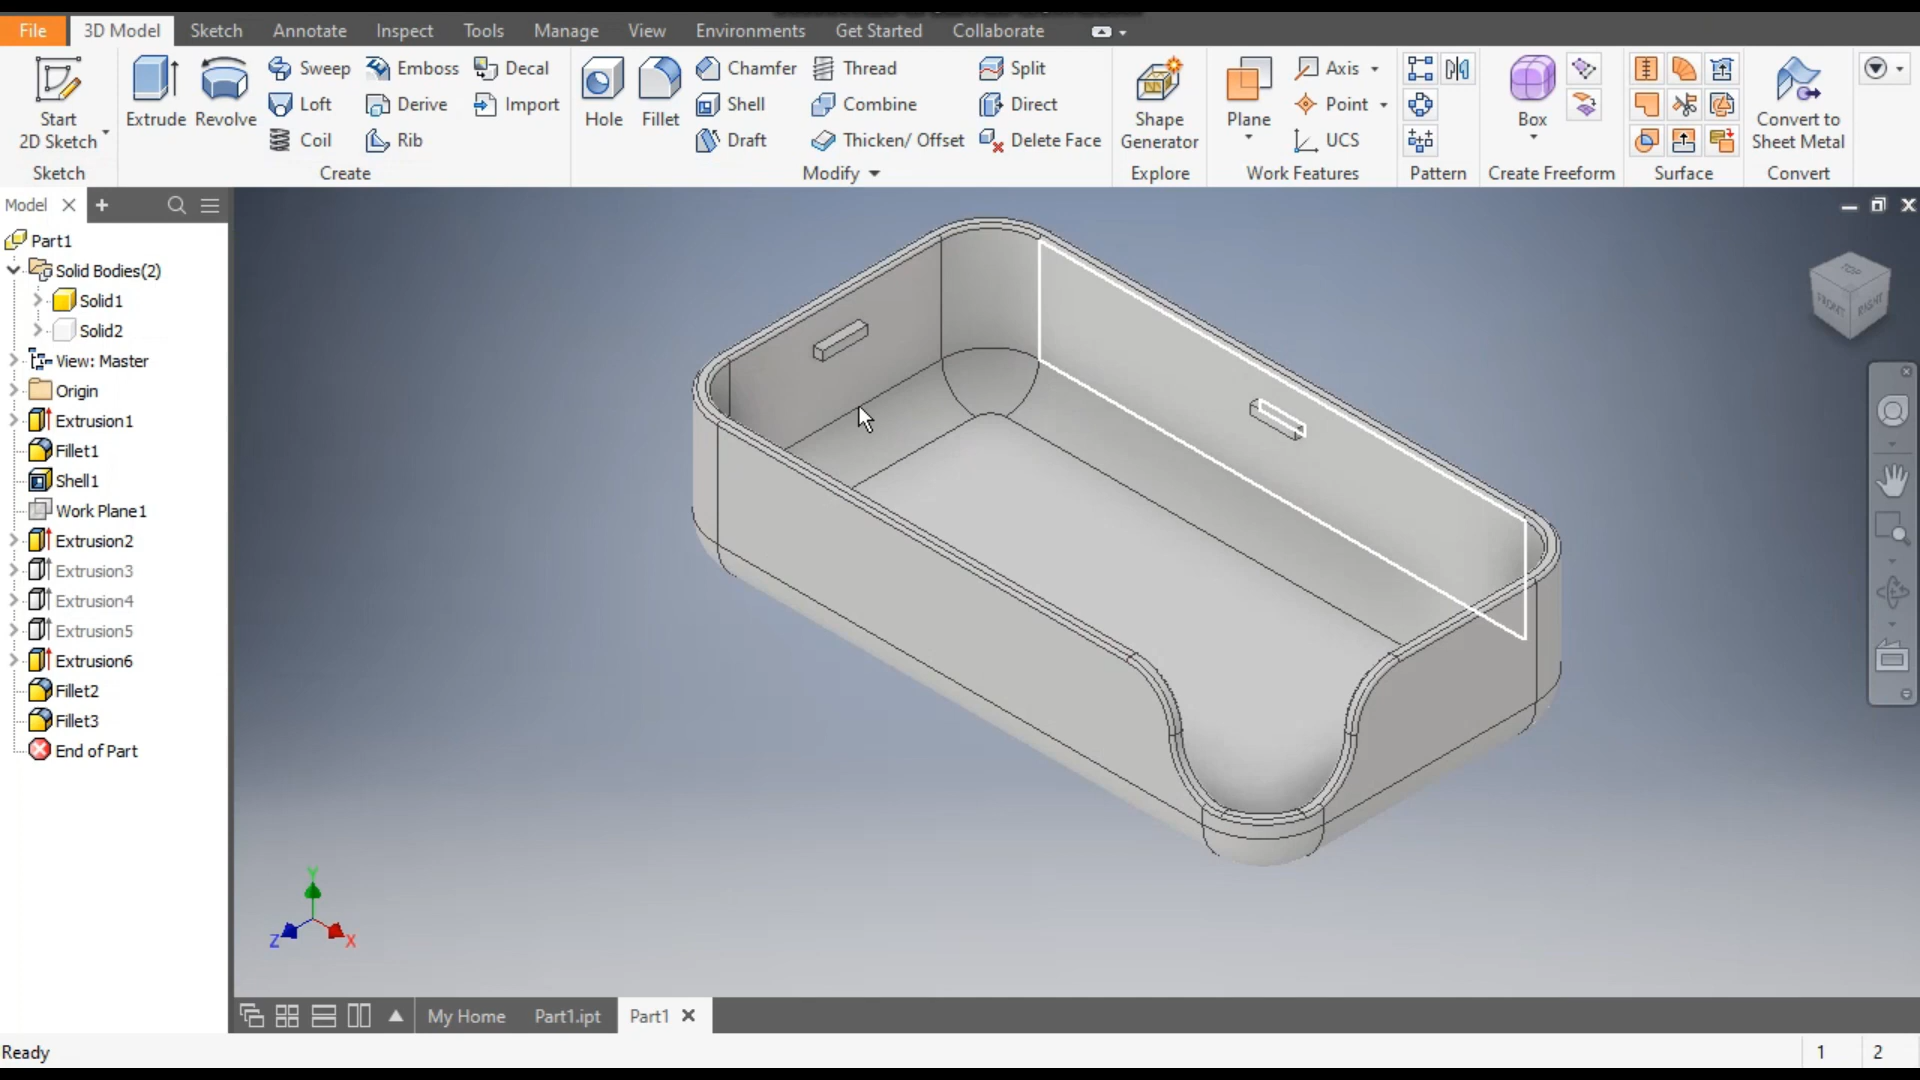 File 3D Model Sketch Annotate Inspect Tools Manage View Environments Get Started Collaborate
Start
2D Sketch
Extrude
Revolve
Sweep
Loft
Coil
Emboss
Derive
Rib
Decal
Import
Hole
Fillet
Chamfer
Shell
Draft
Thread
Combine
Thicken/ Offset
Split
Direct
Delete Face
Shape
Generator
Plane
Axis
Point
UCS
Box
Convert to
Sheet Metal
Sketch Create Modify Explore Work Features Pattern Create Freeform Surface Convert
Model
Part1
Solid Bodies(2)
Solid1
Solid2
View: Master
Origin
Extrusion1
Fillet1
Shell1
Work Plane1
Extrusion2
Extrusion3
Extrusion4
Extrusion5
Extrusion6
Fillet2
Fillet3
End of Part
TOP
FRONT
RIGHT
Y
Z
X
My Home Part1.ipt Part1
Ready
1 2